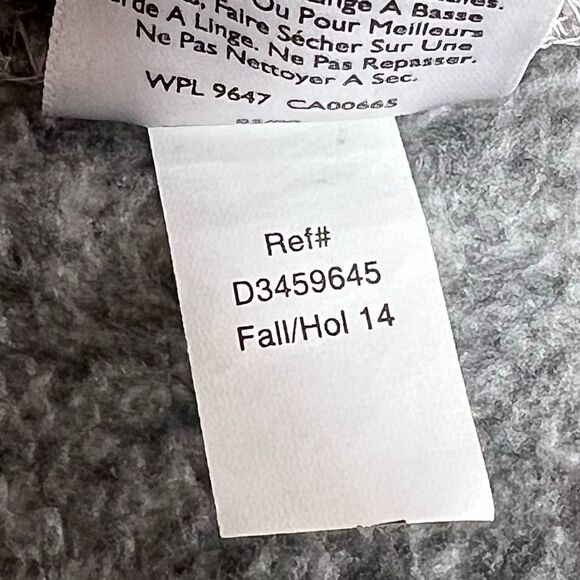 A Basse
Faire Sécher Sur Une
Ou Pour Meilleurs
A Linge. Ne Pas Repasser.
Ne Pas Nettoyer A Sec.
WPL 9647 CA00665
Ref#
D3459645
Fall/Hol 14